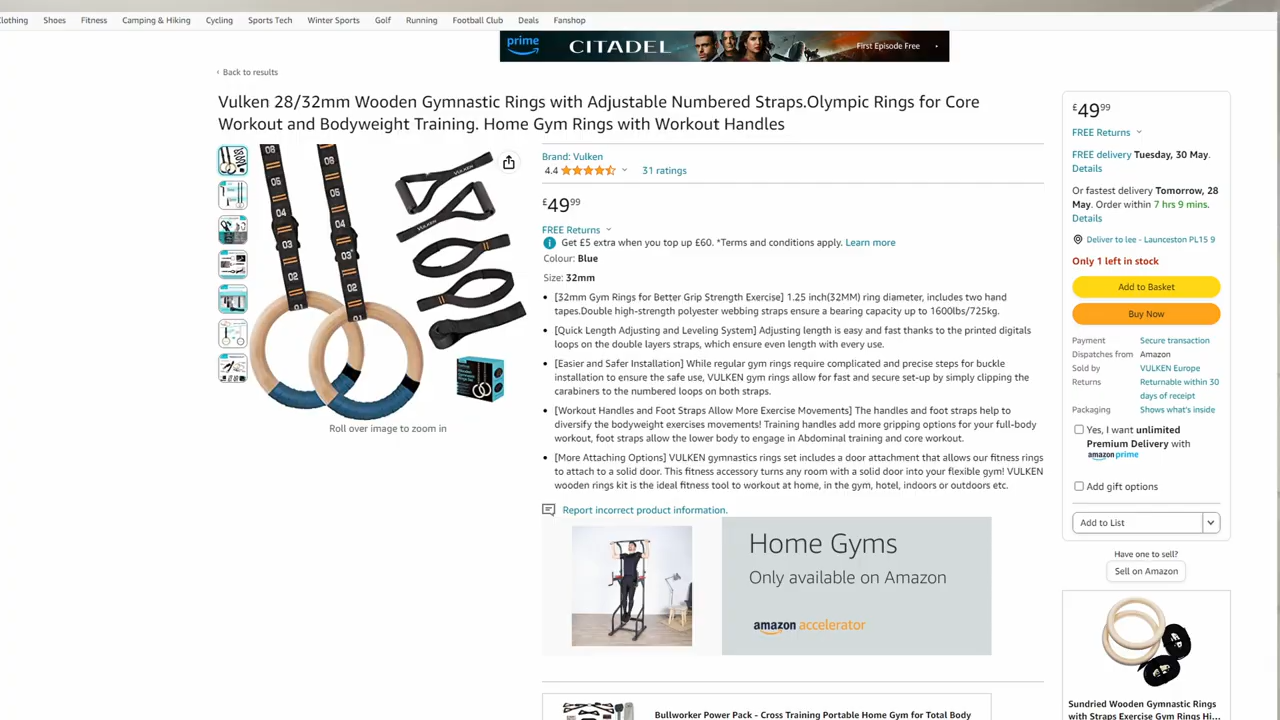 lothing Shoes Fitness Camping & Hiking Cycling Sports Tech Winter Sports Golf Running Football Club Deals Fanshop
prime CITADEL First Episode Free
‹ Back to results
Vulken 28/32mm Wooden Gymnastic Rings with Adjustable Numbered Straps.Olympic Rings for Core
Workout and Bodyweight Training. Home Gym Rings with Workout Handles
Brand: Vulken
4.4 31 ratings
£49.99
FREE Returns
Get £5 extra when you top up £60. *Terms and conditions apply. Learn more
Colour: Blue
Size: 32mm
• [32mm Gym Rings for Better Grip Strength Exercise] 1.25 inch(32MM) ring diameter, includes two hand
tapes.Double high-strength polyester webbing straps ensure a bearing capacity up to 1600lbs/725kg.
• [Quick Length Adjusting and Leveling System] Adjusting length is easy and fast thanks to the printed digitals
loops on the double layers straps, which ensure even length with every use.
• [Easier and Safer Installation] While regular gym rings require complicated and precise steps for buckle
installation to ensure the safe use, VULKEN gym rings allow for fast and secure set-up by simply clipping the
carabiners to the numbered loops on both straps.
• [Workout Handles and Foot Straps Allow More Exercise Movements] The handles and foot straps help to
diversify the bodyweight exercises movements! Training handles add more gripping options for your full-body
workout, foot straps allow the lower body to engage in Abdominal training and core workout.
• [More Attaching Options] VULKEN gymnastics rings set includes a door attachment that allows our fitness rings
to attach to a solid door. This fitness accessory turns any room with a solid door into your flexible gym! VULKEN
wooden rings kit is the ideal fitness tool to workout at home, in the gym, hotel, indoors or outdoors etc.
Report incorrect product information.
06 06
05 05
04 04
03 03
02 02
01 01
VULKEN
VULKEN
Roll over image to zoom in
Home Gyms
Only available on Amazon
amazon accelerator
Bullworker Power Pack - Cross Training Portable Home Gym for Total Body
£49.99
FREE Returns
FREE delivery Tuesday, 30 May.
Details
Or fastest delivery Tomorrow, 28
May. Order within 7 hrs 9 mins.
Details
Deliver to lee - Launceston PL15 9
Only 1 left in stock
Add to Basket
Buy Now
Payment Secure transaction
Dispatches from Amazon
Sold by VULKEN Europe
Returns Returnable within 30
days of receipt
Packaging Shows what's inside
Yes, I want unlimited
Premium Delivery with
amazon prime
Add gift options
Add to List
Have one to sell?
Sell on Amazon
Sundried Wooden Gymnastic Rings
with Straps Exercise Gym Rings Hi...